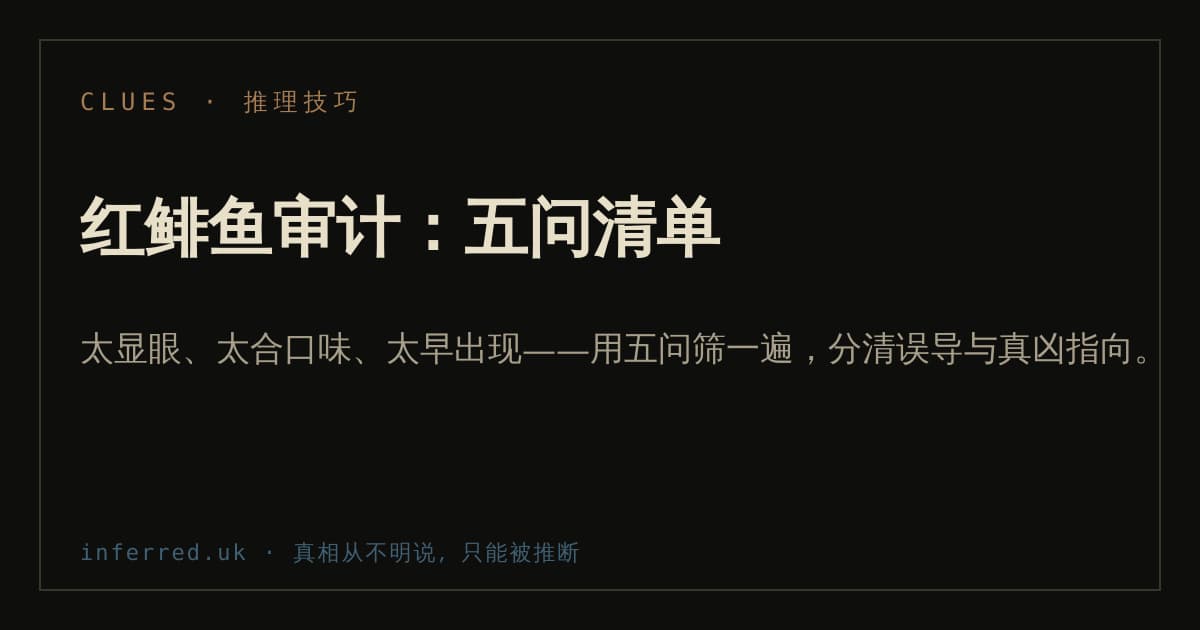 CLUES · 推理技巧
红鲱鱼审计：五问清单
太显眼、太合口味、太早出现——用五问筛一遍，分清误导与真凶指向。
inferred.uk · 真相从不明说，只能被推断